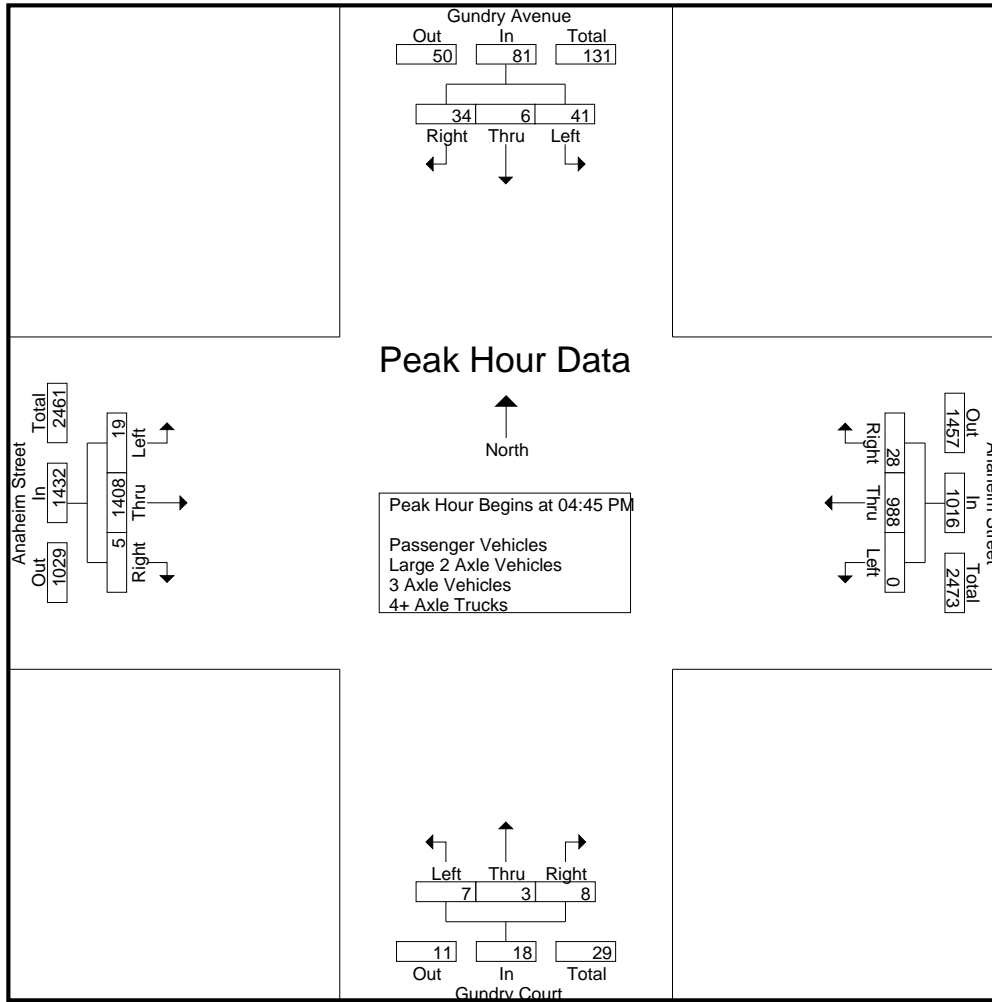 Gundry Avenue
Out In Total
50 81 131
34 6 41
Right Thru Left
Peak Hour Data
North
Peak Hour Begins at 04:45 PM
Passenger Vehicles
Large 2 Axle Vehicles
3 Axle Vehicles
4+ Axle Trucks
Anaheim Street
Out In Total
1029 1432 2461
Left Thru Right
19 1408 5
Anaheim Street
Out In Total
1457 1016 2473
Right Thru Left
28 988 0
Left Thru Right
7 3 8
11 18 29
Out In Total
Gundry Court